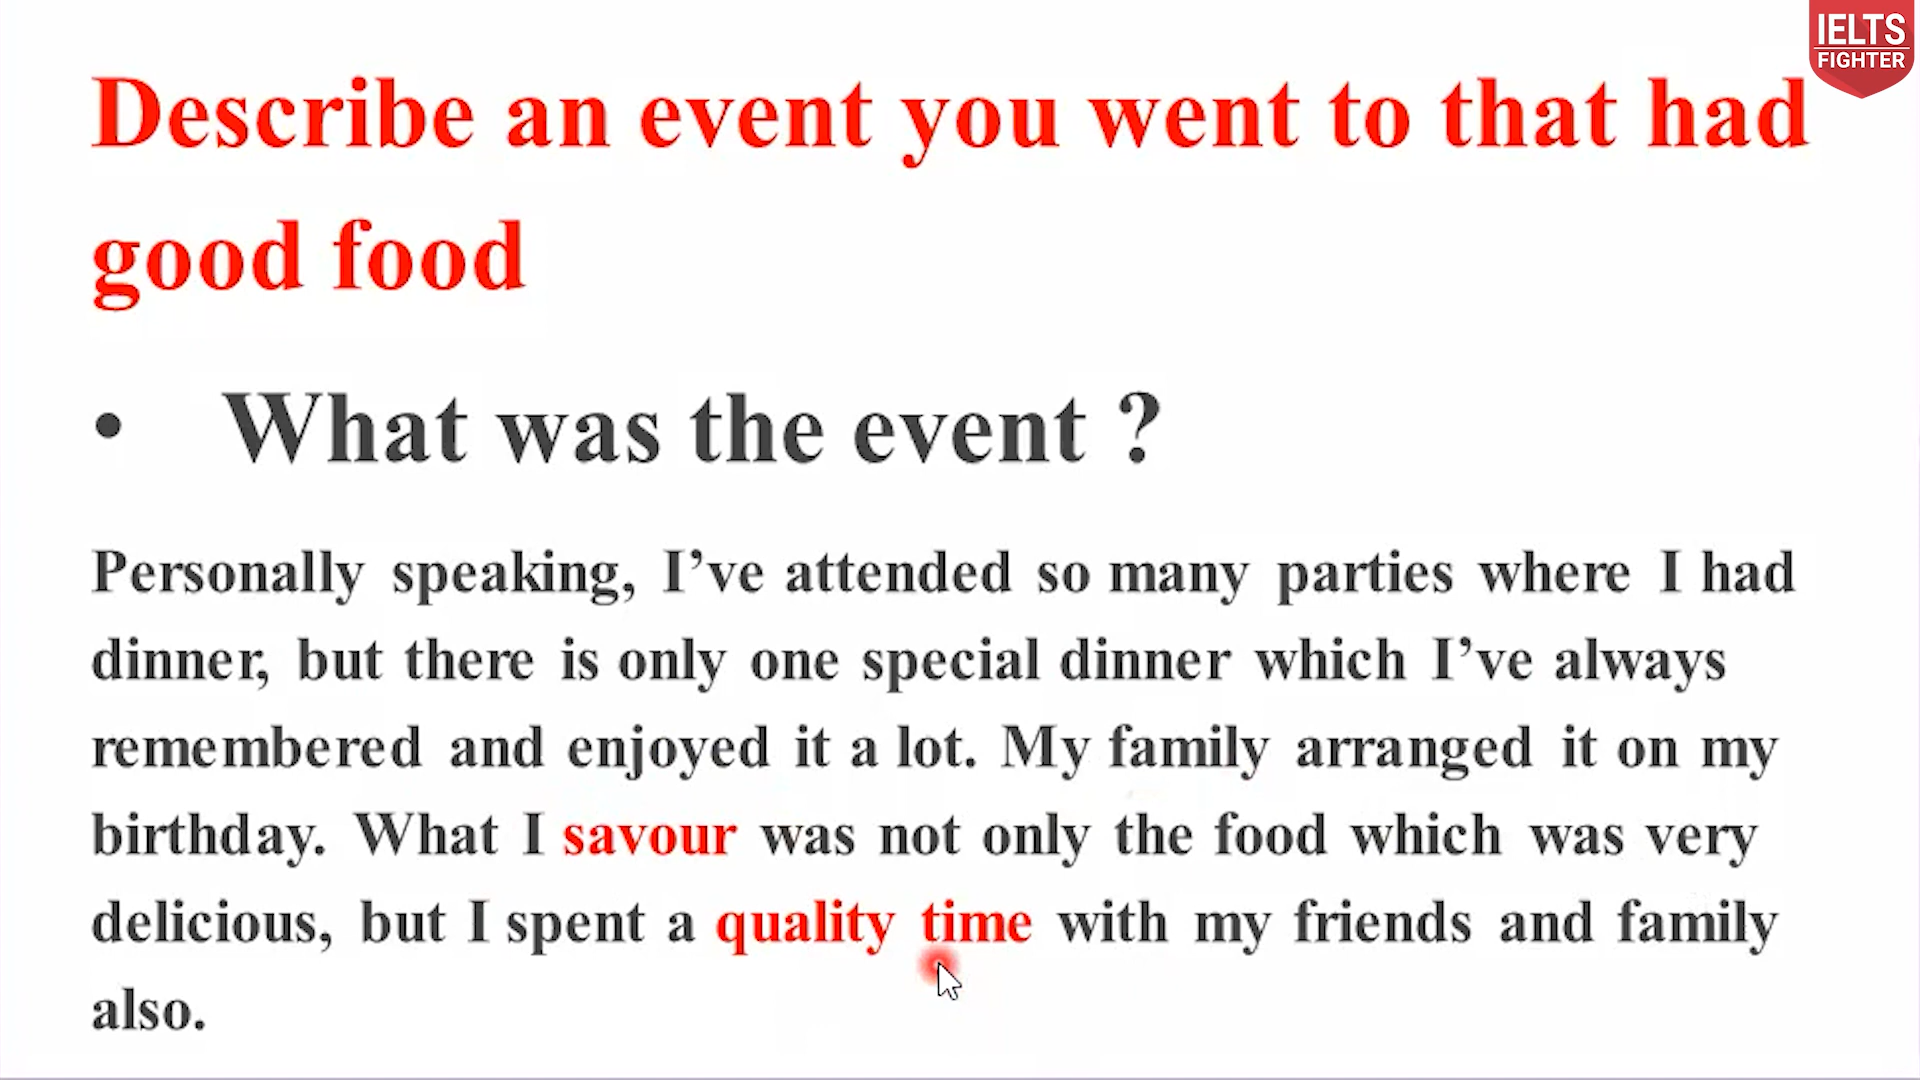 IELTS
FIGHTER
Describe an event you went to that had
good food
• What was the event ?
Personally speaking, I’ve attended so many parties where I had
dinner, but there is only one special dinner which I’ve always
remembered and enjoyed it a lot. My family arranged it on my
birthday. What I savour was not only the food which was very
delicious, but I spent a quality time with my friends and family
also.